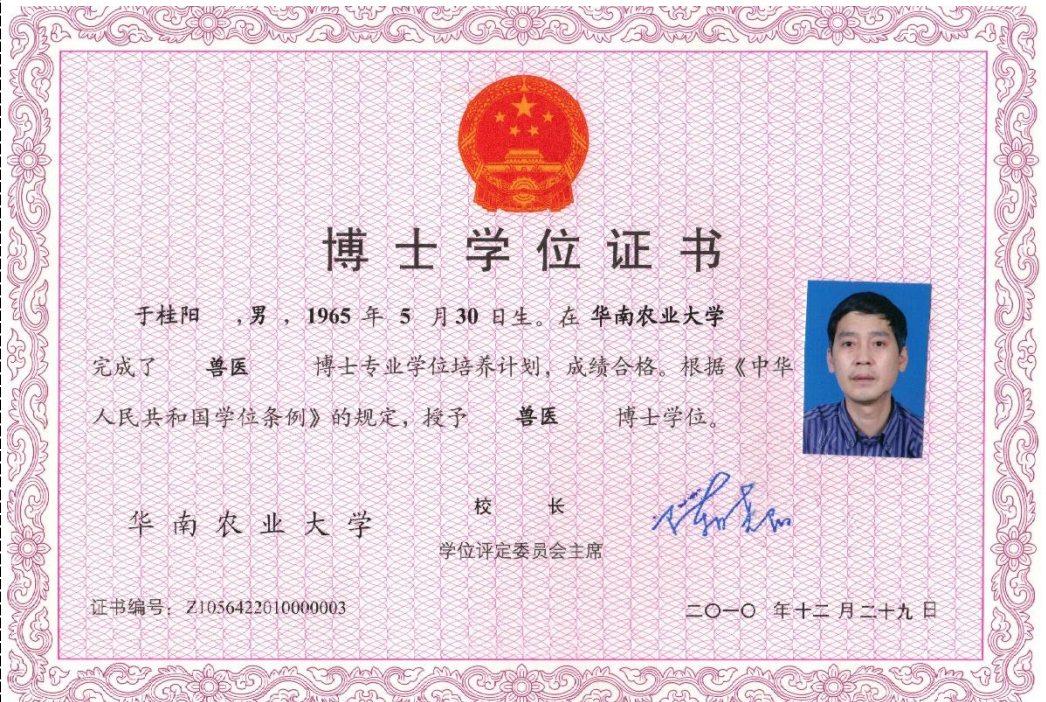 博士学位证书
于桂阳 ,男 , 1965 年 5 月 30 日生。在 华南农业大学
完成了 兽医 博士专业学位培养计划, 成绩合格。根据《中华
人民共和国学位条例》的规定, 授予 兽医 博士学位。
华南农业大学
校 长
学位评定委员会主席
证书编号: Z1056422010000003
二〇一〇 年十二 月二十九 日